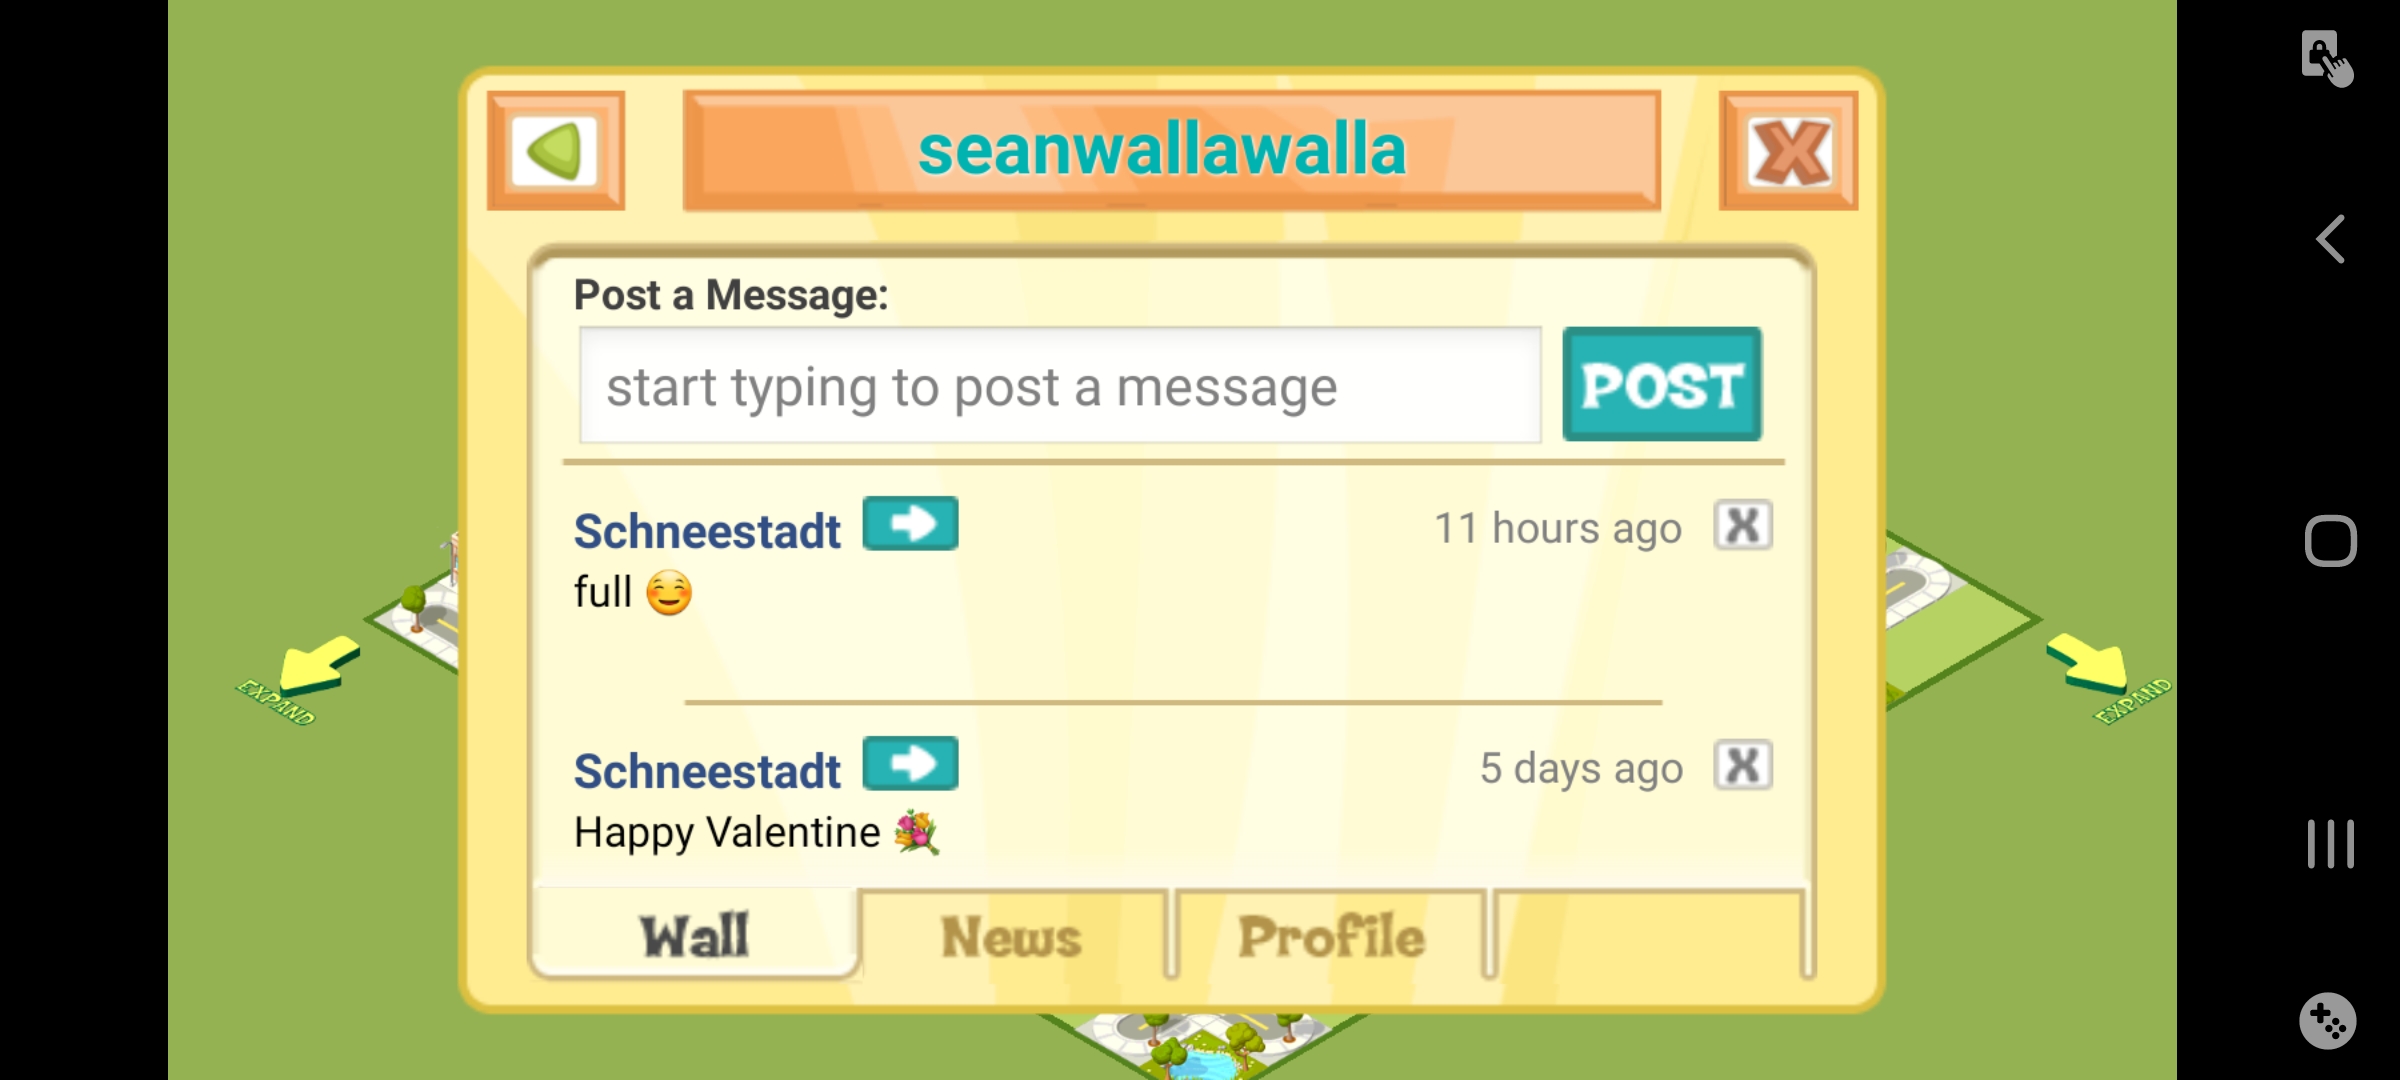 seanwallawalla
Post a Message:
start typing to post a message
POST
Schneestadt
11 hours ago
X
full 😊
EXPAND
EXPAND
Schneestadt
5 days ago
X
Happy Valentine 💐
Wall
News
Profile